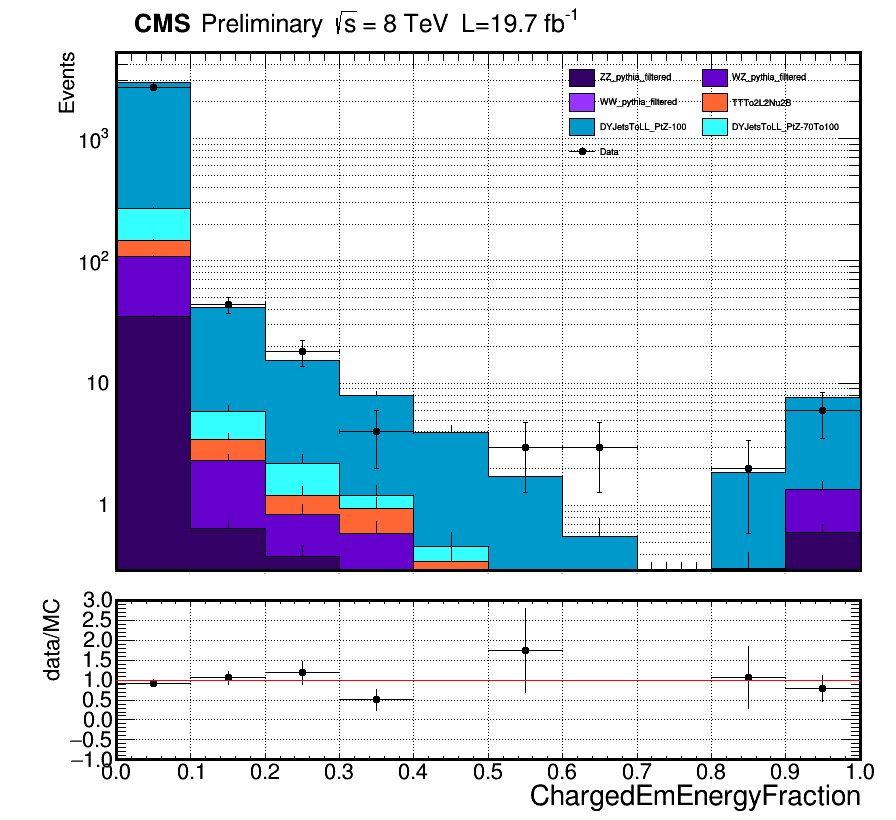 CMS Preliminary √s = 8 TeV L=19.7 fb-1
Events
ZZ_pythia_filtered
WZ_pythia_filtered
WW_pythia_filtered
TTTo2L2Nu2B
DYJetsToLL_PtZ-100
DYJetsToLL_PtZ-70To100
Data
10³
10²
10
1
data/MC
3.0
2.5
2.0
1.5
1.0
0.5
0.0
−0.5
−1.0
0.0 0.1 0.2 0.3 0.4 0.5 0.6 0.7 0.8 0.9 1.0
ChargedEmEnergyFraction